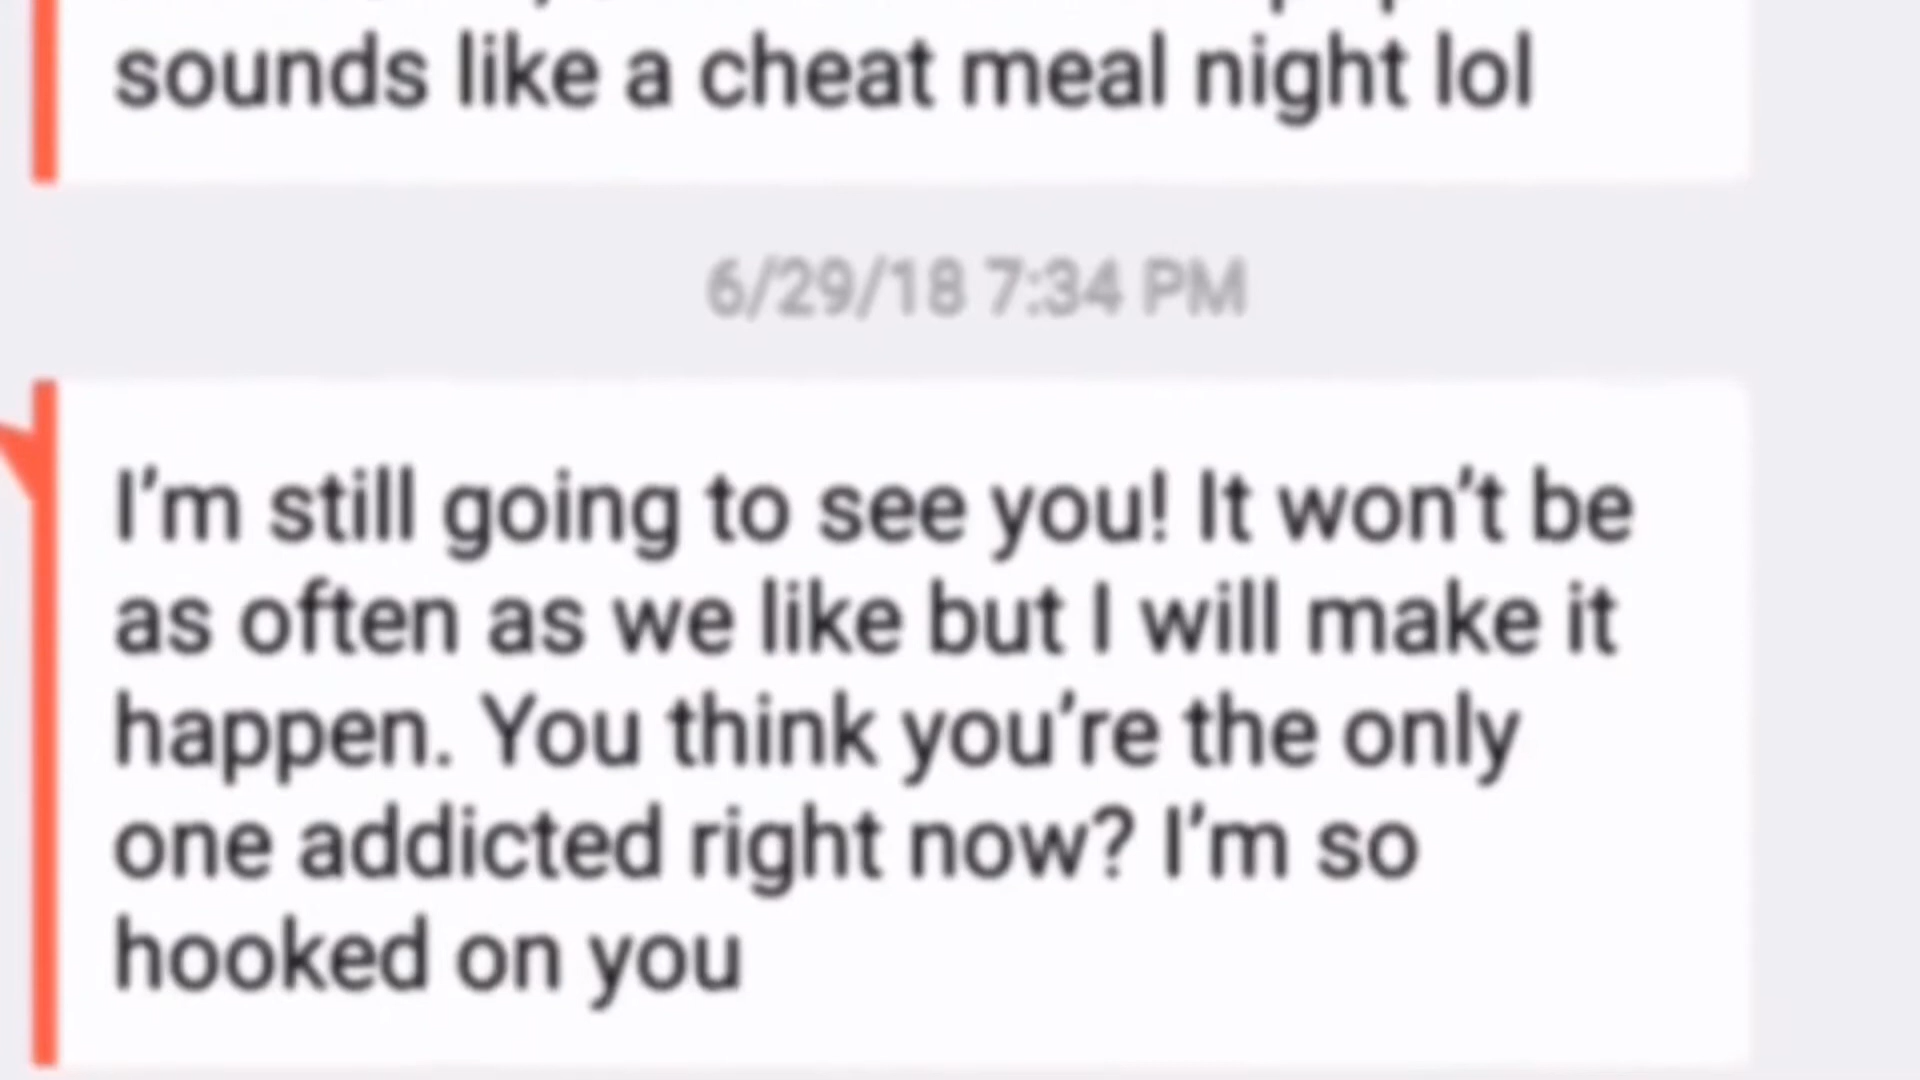 sounds like a cheat meal night lol
6/29/18 7:34 PM
I’m still going to see you! It won’t be
as often as we like but I will make it
happen. You think you’re the only
one addicted right now? I’m so
hooked on you